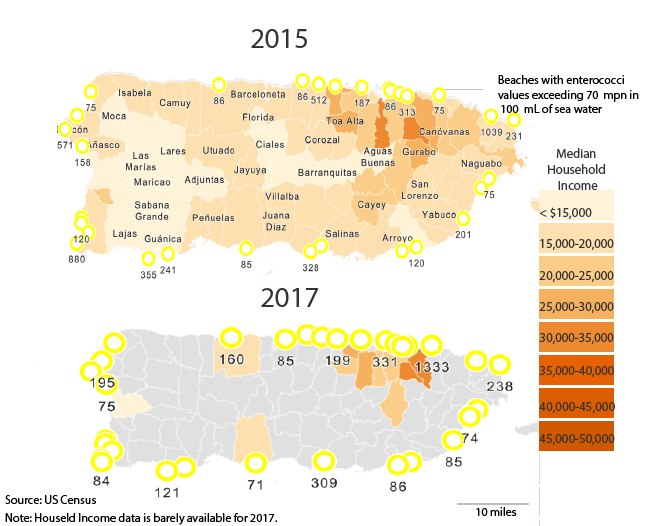 2015
Beaches with enterococci
values exceeding 70 mpn in
100 mL of sea water
Isabela
Camuy
86
Barceloneta
86 512
187
86
313
75
75
Moca
Florida
Toa Alta
Canóvanas
1039
231
cón
571
Añasco
Corozal
158
Las
Marías
Lares
Utuado
Ciales
Aguas
Buenas
Gurabo
Naguabo
Maricao
Adjuntas
Jayuya
Barranquitas
San
Lorenzo
75
Sabana
Grande
Villalba
Cayey
Peñuelas
Juana
Díaz
Yabuco
201
120
Lajas
Guánica
Salinas
Arroyo
880
355
241
85
328
120
Median
Household
Income
< $15,000
15,000-20,000
20,000-25,000
25,000-30,000
30,000-35,000
35,000-40,000
40,000-45,000
45,000-50,000
2017
160
85
199
331
1333
238
195
75
74
85
84
121
71
309
86
Source: US Census
Note: Househld Income data is barely available for 2017.
10 miles